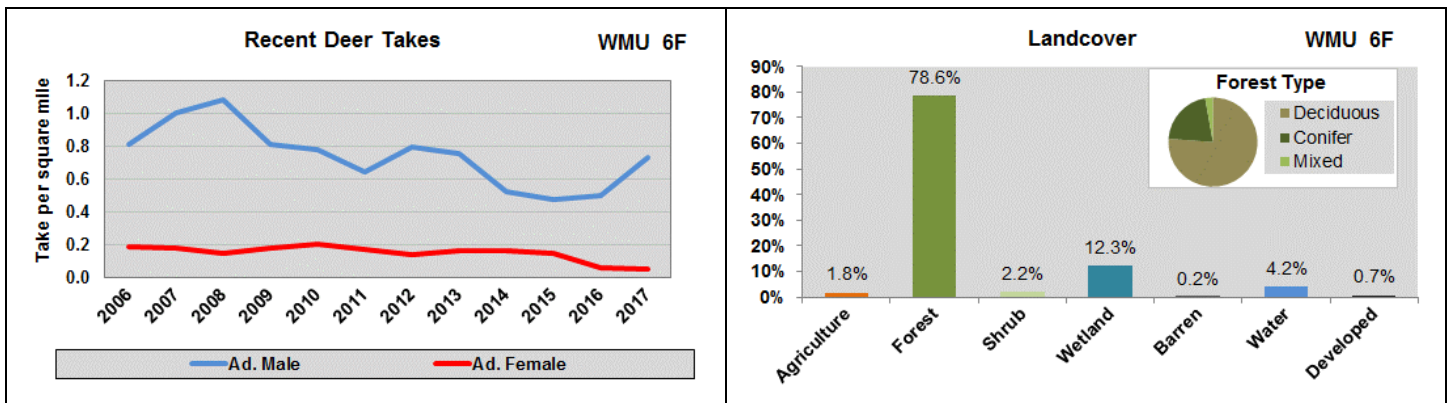 Recent Deer Takes
WMU 6F
Take per square mile
1.2
1.0
0.8
0.6
0.4
0.2
0.0
2006
2007
2008
2009
2010
2011
2012
2013
2014
2015
2016
2017
Ad. Male
Ad. Female
Landcover
WMU 6F
90%
80%
70%
60%
50%
40%
30%
20%
10%
0%
1.8%
78.6%
2.2%
12.3%
0.2%
4.2%
0.7%
Agriculture
Forest
Shrub
Wetland
Barren
Water
Developed
Forest Type
Deciduous
Conifer
Mixed